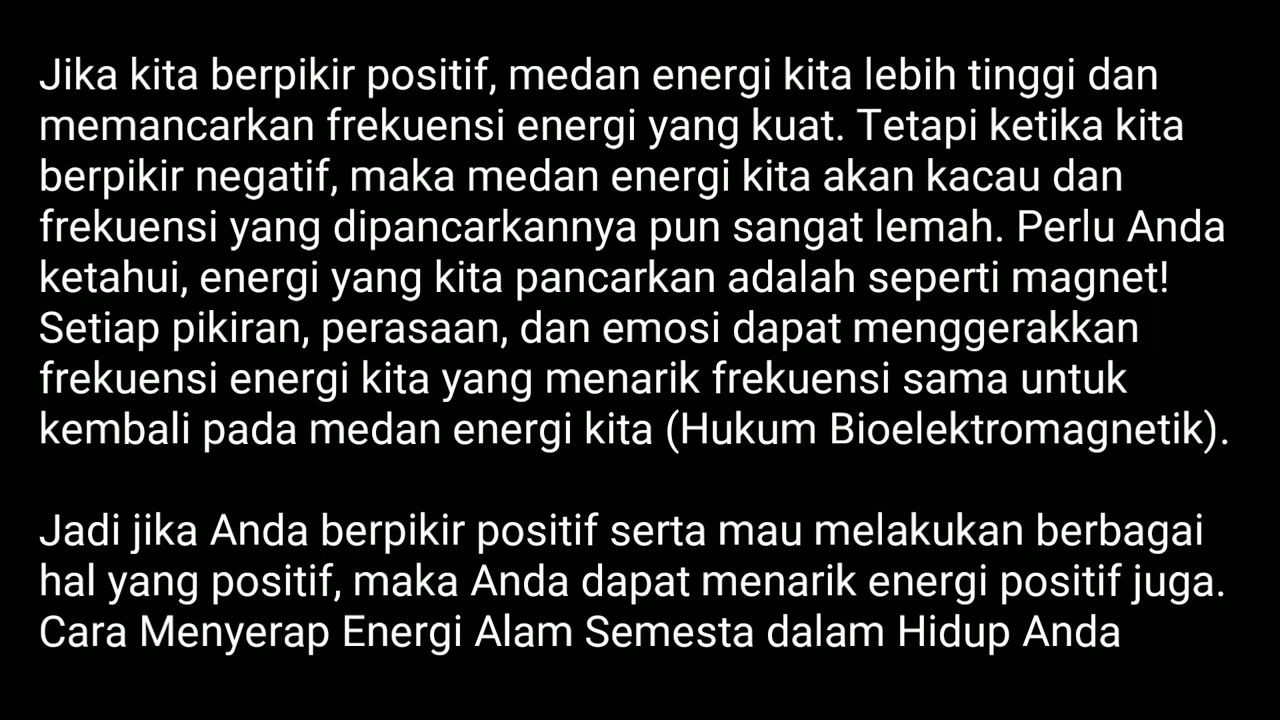 Jika kita berpikir positif, medan energi kita lebih tinggi dan
memancarkan frekuensi energi yang kuat. Tetapi ketika kita
berpikir negatif, maka medan energi kita akan kacau dan
frekuensi yang dipancarkannya pun sangat lemah. Perlu Anda
ketahui, energi yang kita pancarkan adalah seperti magnet!
Setiap pikiran, perasaan, dan emosi dapat menggerakkan
frekuensi energi kita yang menarik frekuensi sama untuk
kembali pada medan energi kita (Hukum Bioelektromagnetik).
Jadi jika Anda berpikir positif serta mau melakukan berbagai
hal yang positif, maka Anda dapat menarik energi positif juga.
Cara Menyerap Energi Alam Semesta dalam Hidup Anda